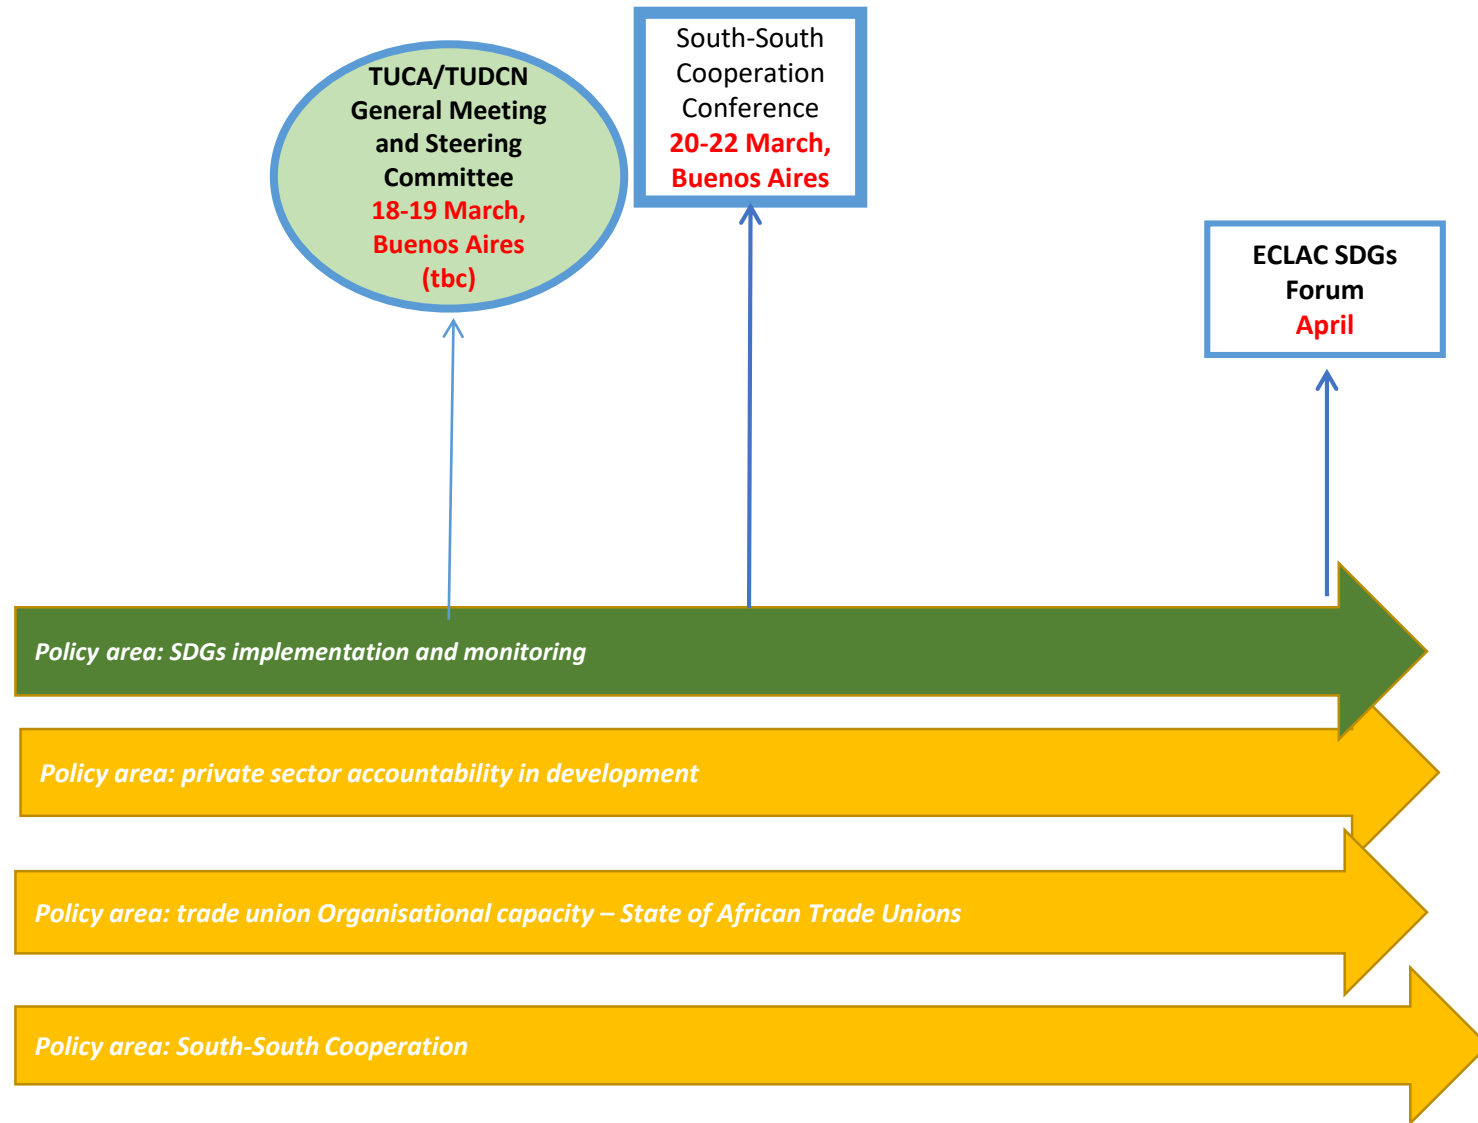 TUCA/TUDCN
General Meeting
and Steering
Committee
18-19 March,
Buenos Aires
(tbc)
South-South
Cooperation
Conference
20-22 March,
Buenos Aires
ECLAC SDGs
Forum
April
Policy area: SDGs implementation and monitoring
Policy area: private sector accountability in development
Policy area: trade union Organisational capacity – State of African Trade Unions
Policy area: South-South Cooperation